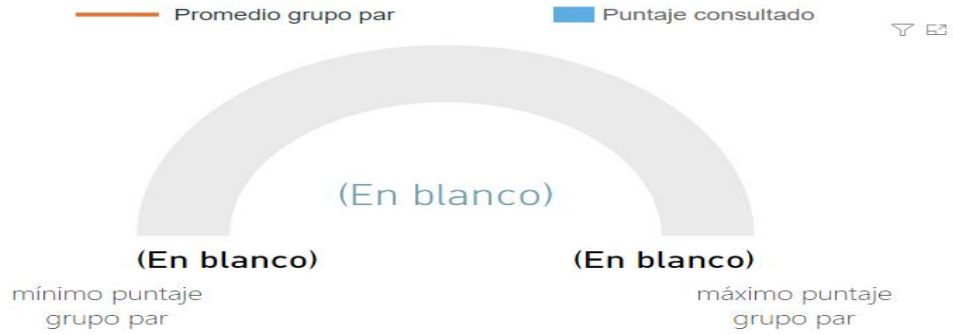 Promedio grupo par
Puntaje consultado
(En blanco)
(En blanco)
(En blanco)
mínimo puntaje
grupo par
máximo puntaje
grupo par